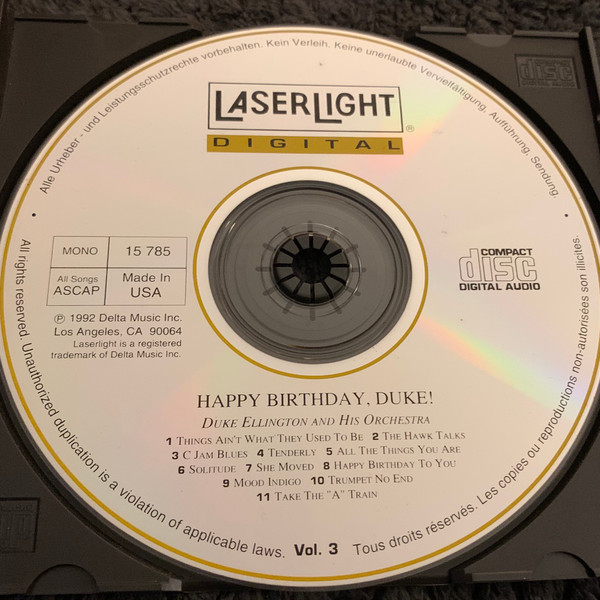 Alle Urheber - und Leistungsschutzrechte vorbehalten. Kein Verleih. Keine unerlaubte Vervielfältigung, Aufführung, Sendung.
LASERLIGHT®
DIGITAL
MONO
15 785
All Songs
ASCAP
Made In
USA
℗ 1992 Delta Music Inc.
Los Angeles, CA 90064
Laserlight is a registered
trademark of Delta Music Inc.
COMPACT
disc
DIGITAL AUDIO
HAPPY BIRTHDAY, DUKE!
DUKE ELLINGTON AND HIS ORCHESTRA
1 THINGS AIN'T WHAT THEY USED TO BE 2 THE HAWK TALKS
3 C JAM BLUES 4 TENDERLY 5 ALL THE THINGS YOU ARE
6 SOLITUDE 7 SHE MOVED 8 HAPPY BIRTHDAY TO YOU
9 MOOD INDIGO 10 TRUMPET NO END
11 TAKE THE "A" TRAIN
All rights reserved. Unauthorized duplication is a violation of applicable laws.
Vol. 3
Tous droits réservés. Les copies ou reproductions non-autorisées son illicites.
disc